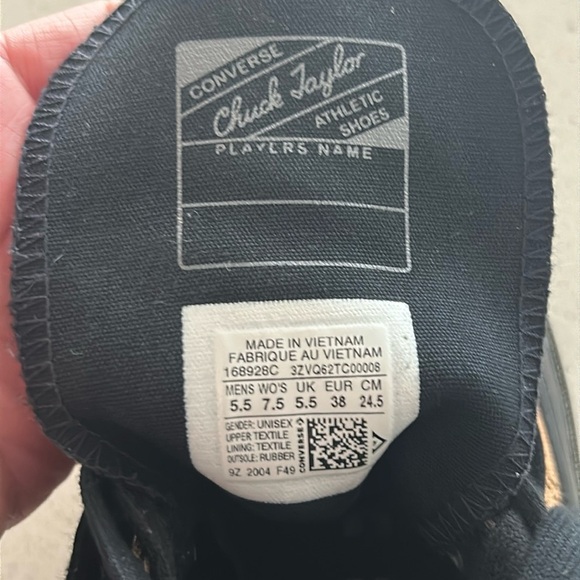 CONVERSE
Chuck Taylor
ATHLETIC
SHOES
PLAYERS NAME
MADE IN VIETNAM
FABRIQUE AU VIETNAM
168928C 3ZVQ62TC00008
MENS WO'S UK EUR CM
5.5 7.5 5.5 38 24.5
GENDER: UNISEX
UPPER:TEXTILE
LINING: TEXTILE
OUTSOLE: RUBBER
9Z 2004 F49
CONVERSE